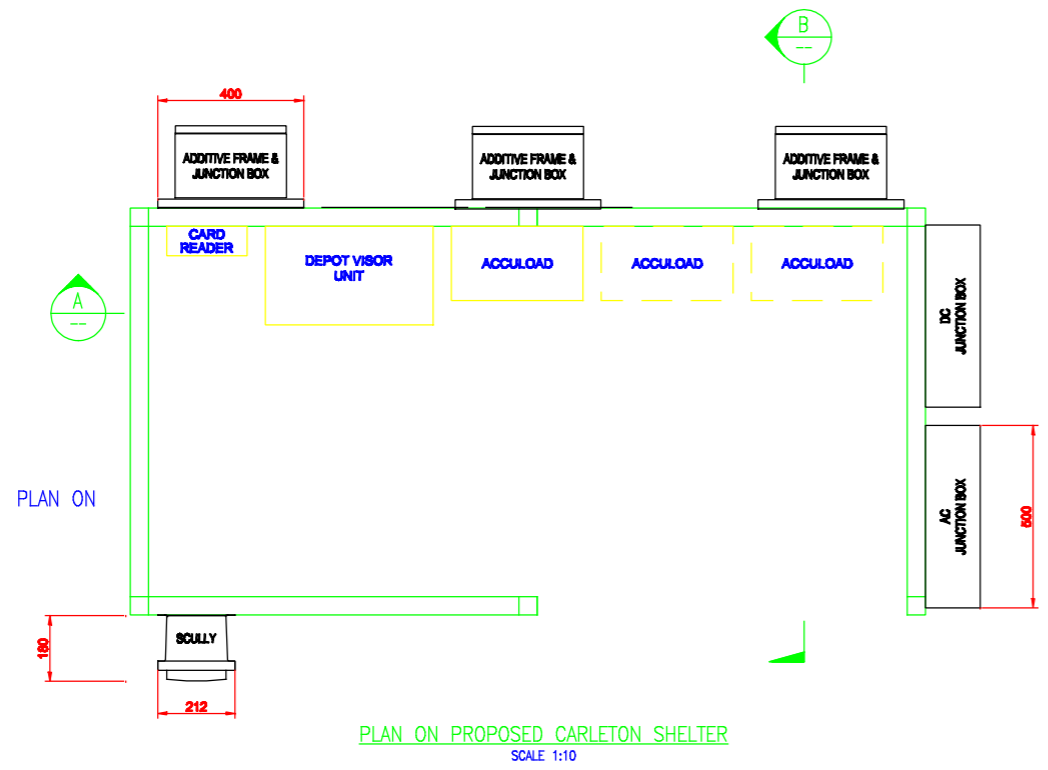 B
--
400
ADDITIVE FRAME &
JUNCTION BOX
ADDITIVE FRAME &
JUNCTION BOX
ADDITIVE FRAME &
JUNCTION BOX
CARD
READER
DEPOT VISOR
UNIT
ACCULOAD
ACCULOAD
ACCULOAD
A
--
DC
JUNCTION BOX
PLAN ON
AC
JUNCTION BOX
500
SCULLY
180
212
PLAN ON PROPOSED CARLETON SHELTER
SCALE 1:10